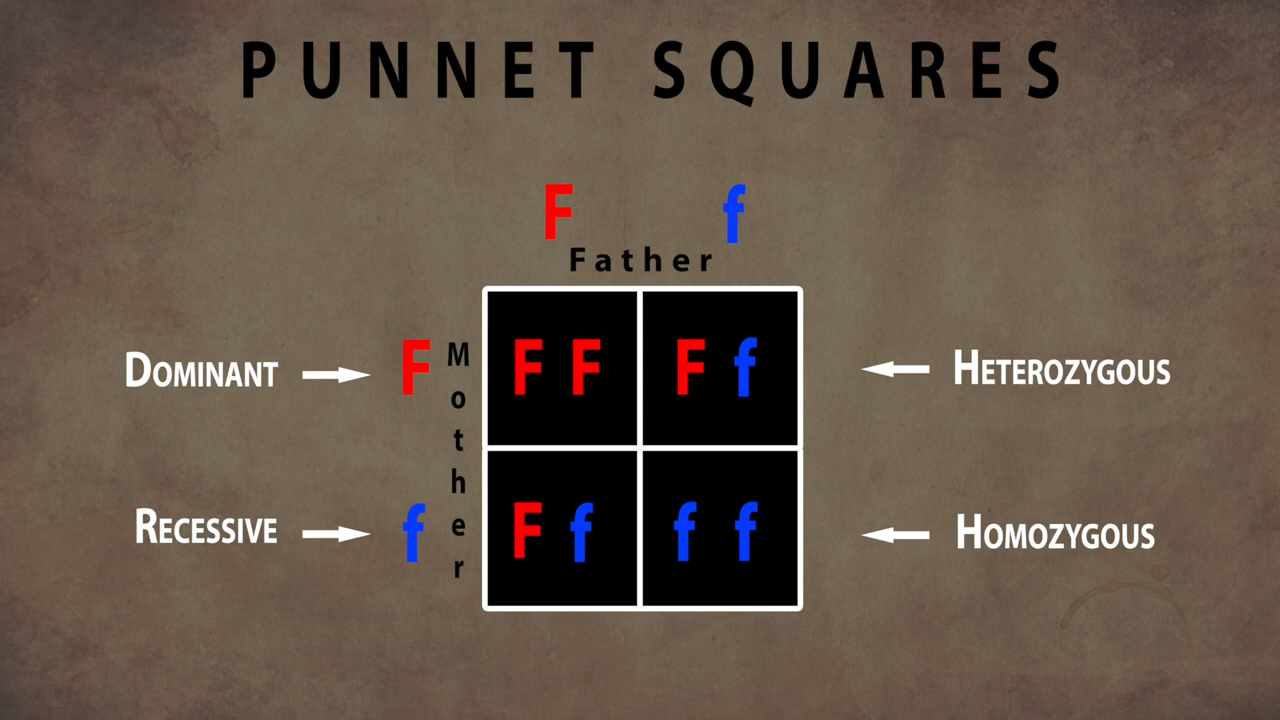 PUNNET SQUARES
F f
Father
Dominant F Mother F F F f Heterozygous
Recessive f F f f f Homozygous